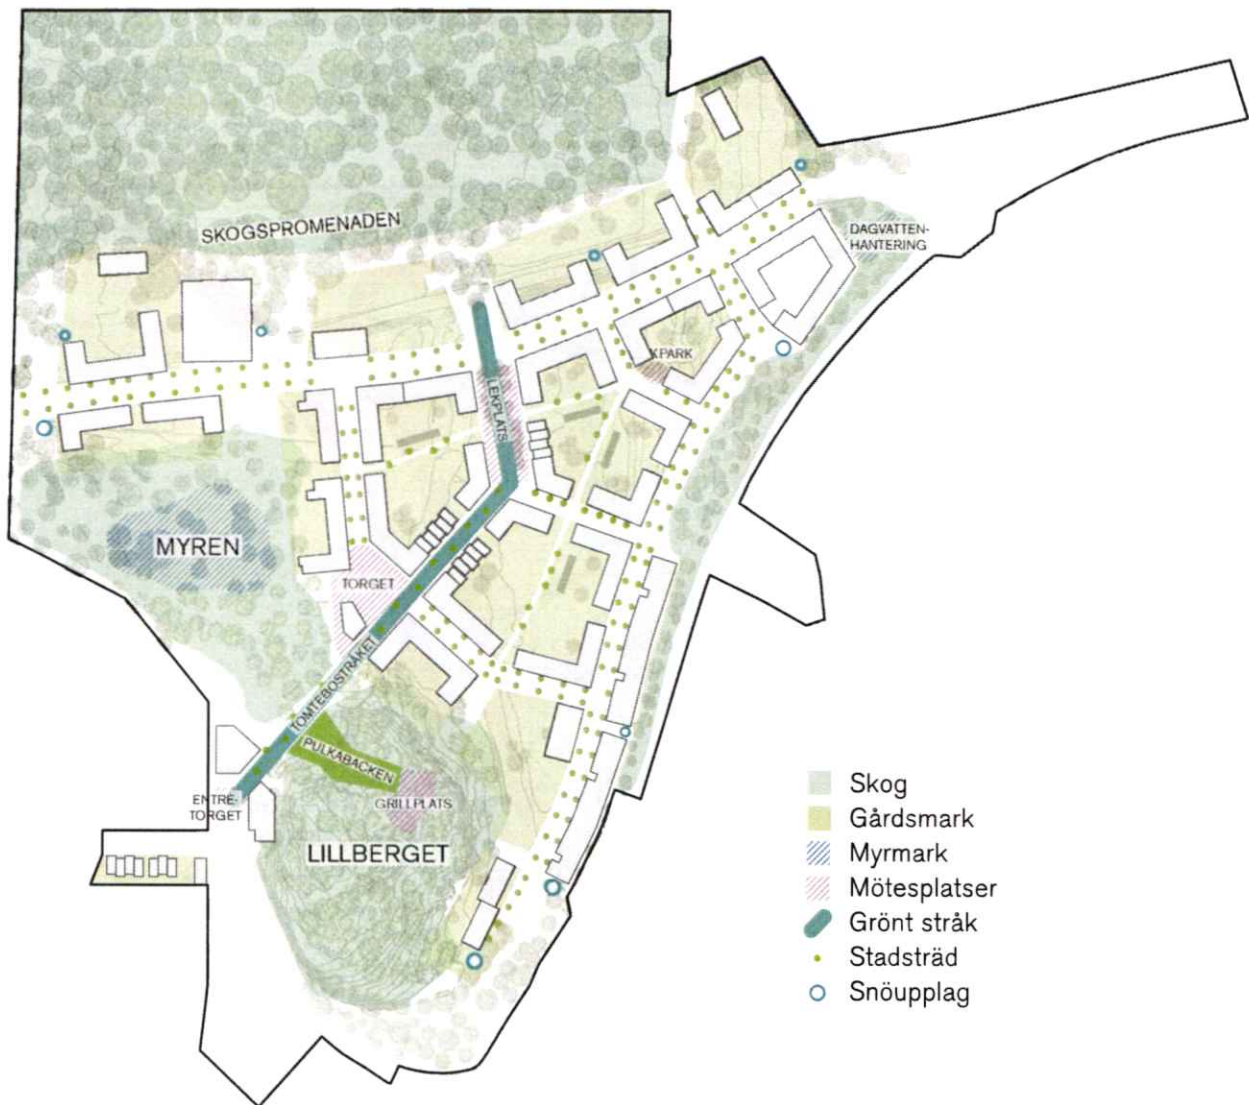 SKOGSPROMENADEN
DAGVATTEN-
HANTERING
KPARK
LEKPLATS
MYREN
TORGET
TOMTEBOSTRÅKET
PULKABACKEN
ENTRÉ-
TORGET
GRILLPLATS
LILLBERGET
Skog
Gårdsmark
Myrmark
Mötesplatser
Grönt stråk
Stadsträd
Snöupplag